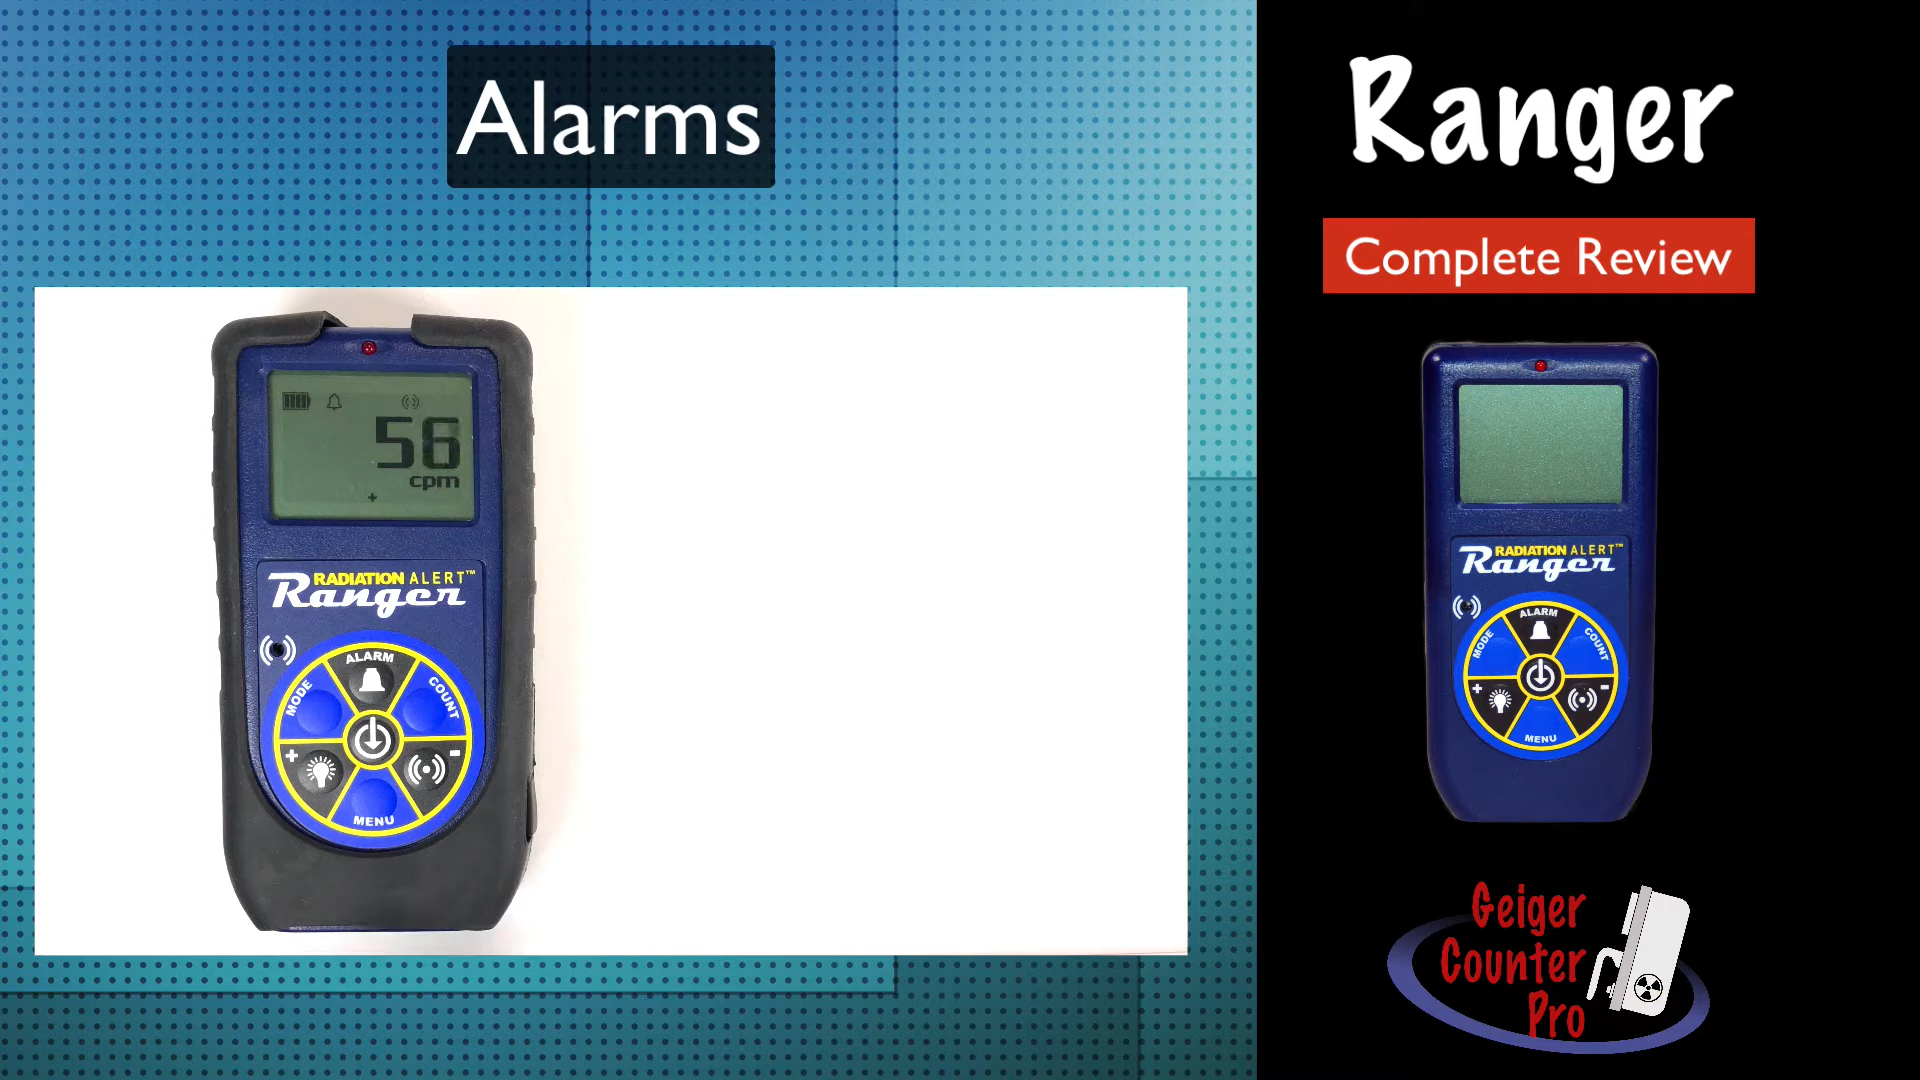 Alarms
56
cpm
+
RADIATION ALERT™
Ranger
ALARM
MODE
COUNT
+
-
MENU
Ranger
Complete Review
RADIATION ALERT™
Ranger
ALARM
MODE
COUNT
+
-
MENU
Geiger
Counter
Pro